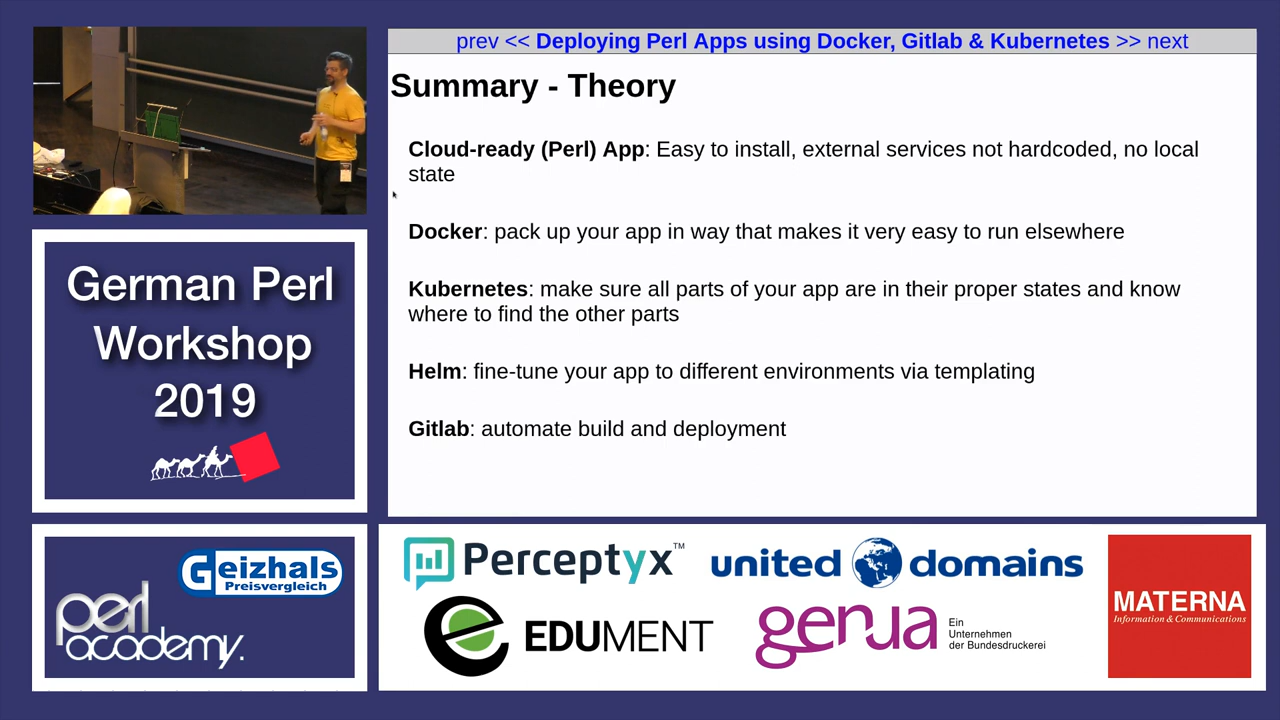 prev << Deploying Perl Apps using Docker, Gitlab & Kubernetes >> next
Summary - Theory
Cloud-ready (Perl) App: Easy to install, external services not hardcoded, no local
state
Docker: pack up your app in way that makes it very easy to run elsewhere
Kubernetes: make sure all parts of your app are in their proper states and know
where to find the other parts
Helm: fine-tune your app to different environments via templating
Gitlab: automate build and deployment
German Perl
Workshop
2019
Geizhals
Preisvergleich
perl
academy.
Perceptyx™
united domains
EDUMENT
genua
Ein
Unternehmen
der Bundesdruckerei
MATERNA
Information & Communications